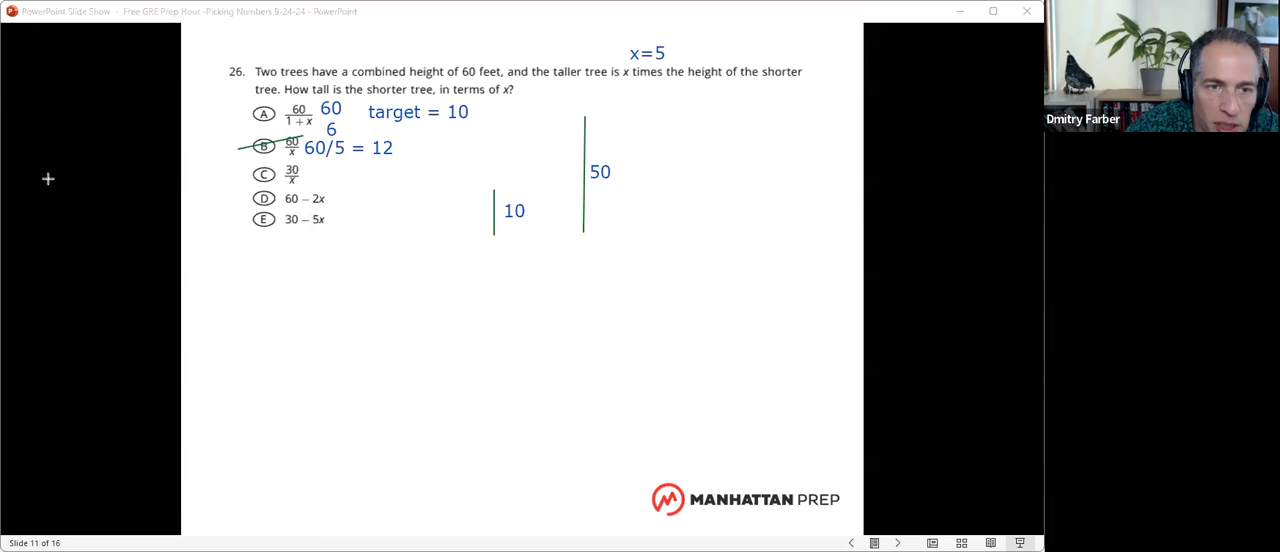 PowerPoint Slide Show - Free GRE Prep Hour -Picking Numbers 9-24-24 - PowerPoint
x=5
26. Two trees have a combined height of 60 feet, and the taller tree is x times the height of the shorter
tree. How tall is the shorter tree, in terms of x?
A 60 60 target = 10
1 + x 6
B 60 60/5 = 12
x
C 30
x
50
D 60 – 2x
10
E 30 – 5x
Dmitry Farber
MANHATTAN PREP
Slide 11 of 16